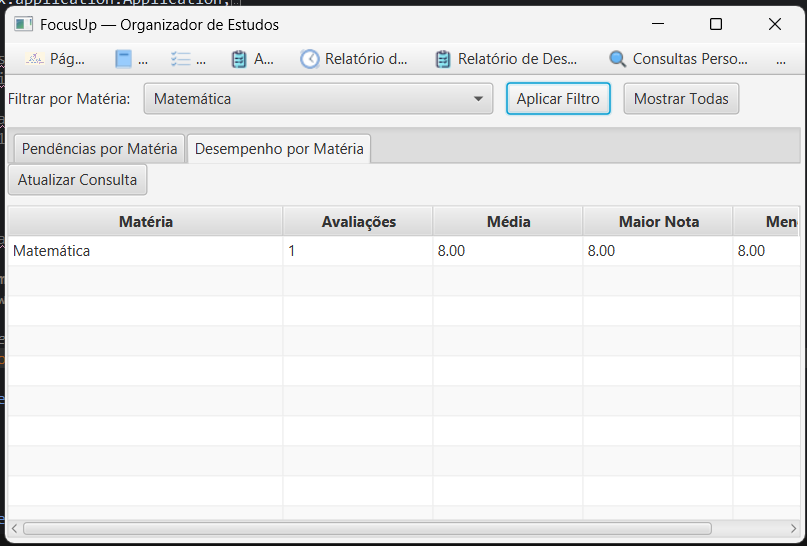 FocusUp — Organizador de Estudos
Pág... ... ... A... Relatório d... Relatório de Des... Consultas Perso... ...
Filtrar por Matéria: Matemática Aplicar Filtro Mostrar Todas
Pendências por Matéria Desempenho por Matéria
Atualizar Consulta
Matéria Avaliações Média Maior Nota Men
Matemática 1 8.00 8.00 8.00